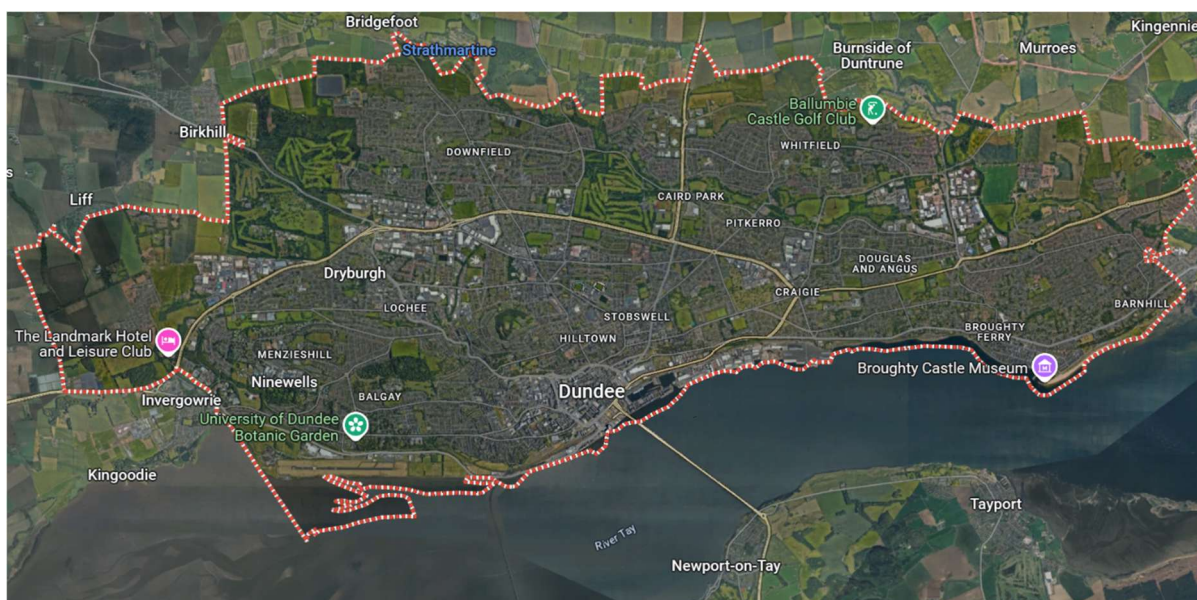 Bridgefoot
Kingennie
Strathmartine
Burnside of
Duntrune
Murroes
Ballumbie
Castle Golf Club
Birkhill
DOWNFIELD
WHITFIELD
s
Liff
CAIRD PARK
PITKERRO
DOUGLAS
AND ANGUS
Dryburgh
CRAIGIE
LOCHEE
BARNHILL
STOBSWELL
BROUGHTY
FERRY
HILLTOWN
The Landmark Hotel
and Leisure Club
MENZIESHILL
Broughty Castle Museum
Ninewells
Dundee
BALGAY
Invergowrie
University of Dundee
Botanic Garden
Kingoodie
Tayport
River Tay
Newport-on-Tay